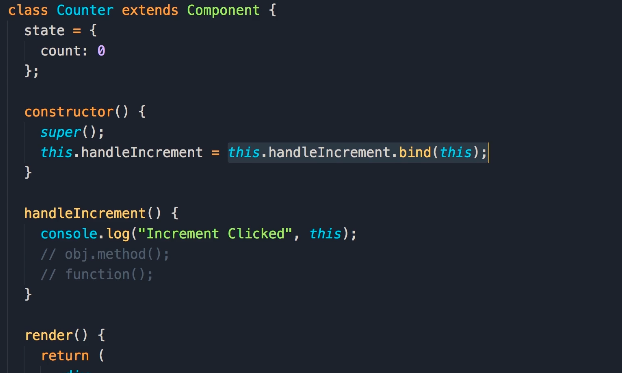 class Counter extends Component {
state = {
count: 0
};
constructor() {
super();
this.handleIncrement = this.handleIncrement.bind(this);
}
handleIncrement() {
console.log("Increment Clicked", this);
// obj.method();
// function();
}
render() {
return (